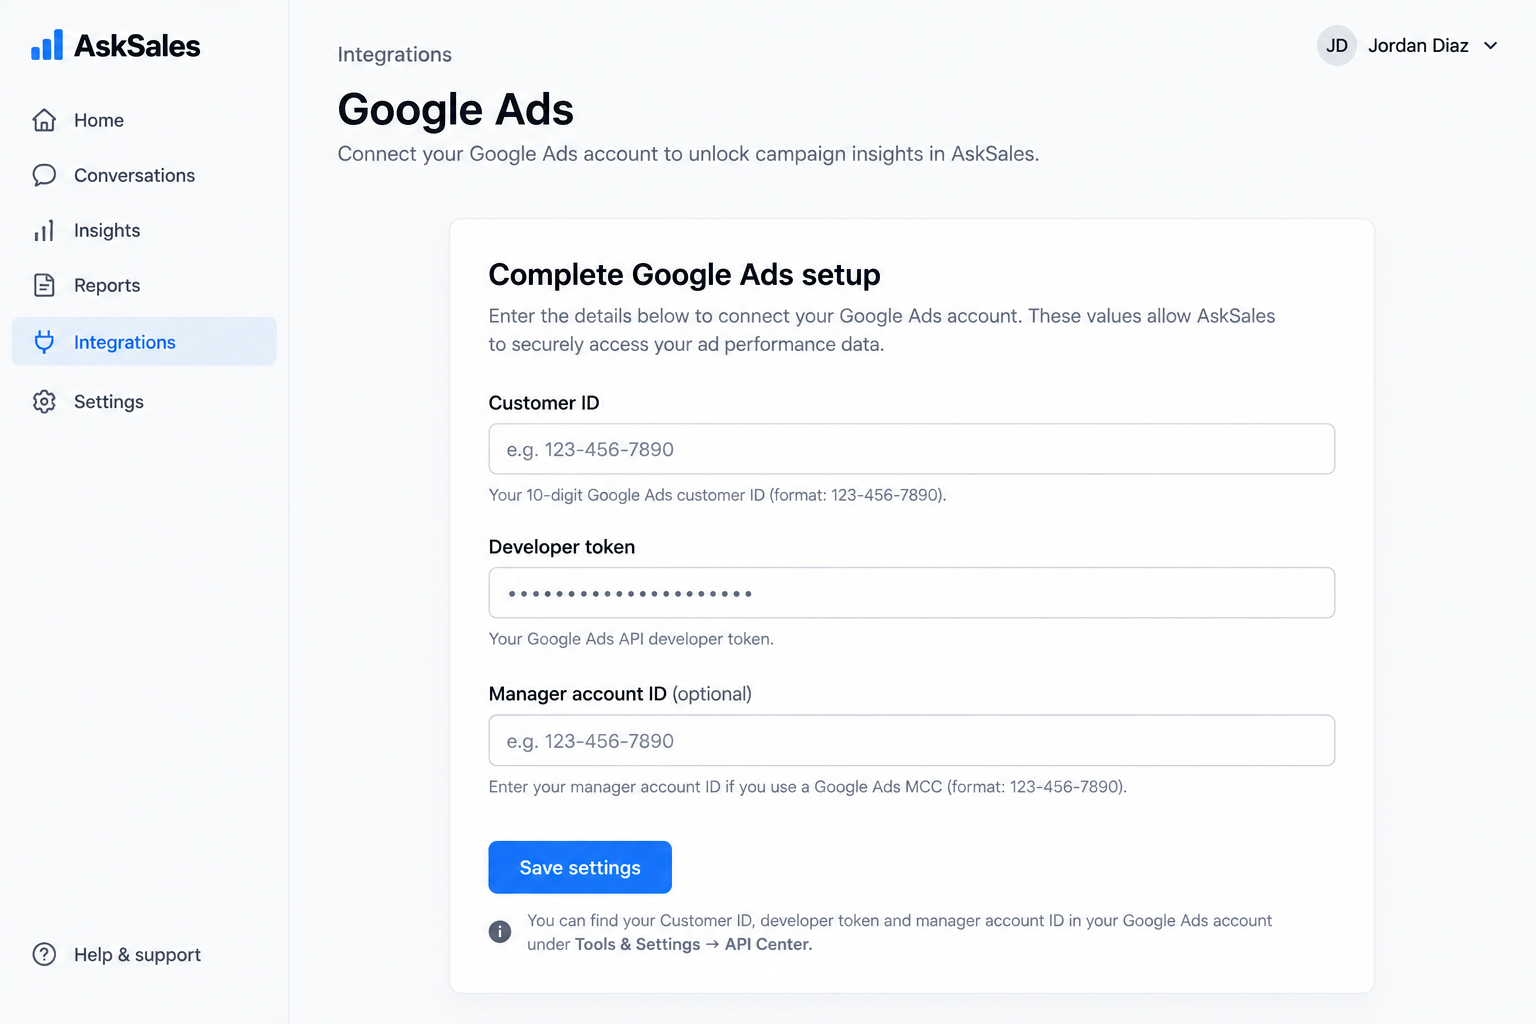 AskSales
Home
Conversations
Insights
Reports
Integrations
Settings
Help & support
JD
Jordan Diaz
Integrations
Google Ads
Connect your Google Ads account to unlock campaign insights in AskSales.
Complete Google Ads setup
Enter the details below to connect your Google Ads account. These values allow AskSales
to securely access your ad performance data.
Customer ID
e.g. 123-456-7890
Your 10-digit Google Ads customer ID (format: 123-456-7890).
Developer token
•••••••••••••••••••••
Your Google Ads API developer token.
Manager account ID (optional)
e.g. 123-456-7890
Enter your manager account ID if you use a Google Ads MCC (format: 123-456-7890).
Save settings
You can find your Customer ID, developer token and manager account ID in your Google Ads account
under Tools & Settings → API Center.